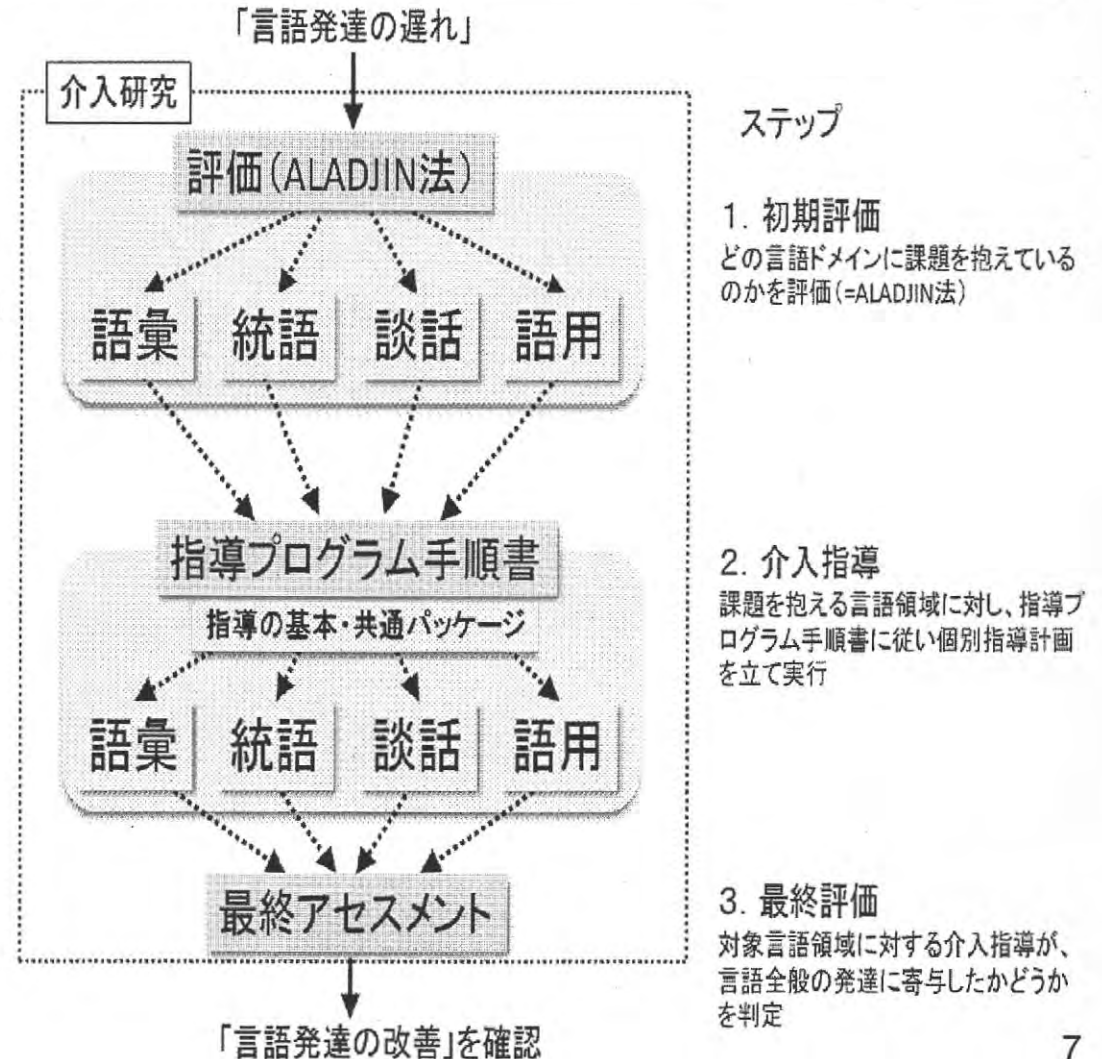 「言語発達の遅れ」
介入研究
評価(ALADJIN法)
語彙 統語 談話 語用
指導プログラム手順書
指導の基本・共通パッケージ
語彙 統語 談話 語用
最終アセスメント
「言語発達の改善」を確認
ステップ
1. 初期評価
どの言語ドメインに課題を抱えている
のかを評価(=ALADJIN法)
2. 介入指導
課題を抱える言語領域に対し、指導プ
ログラム手順書に従い個別指導計画
を立て実行
3. 最終評価
対象言語領域に対する介入指導が、
言語全般の発達に寄与したかどうか
を判定
7